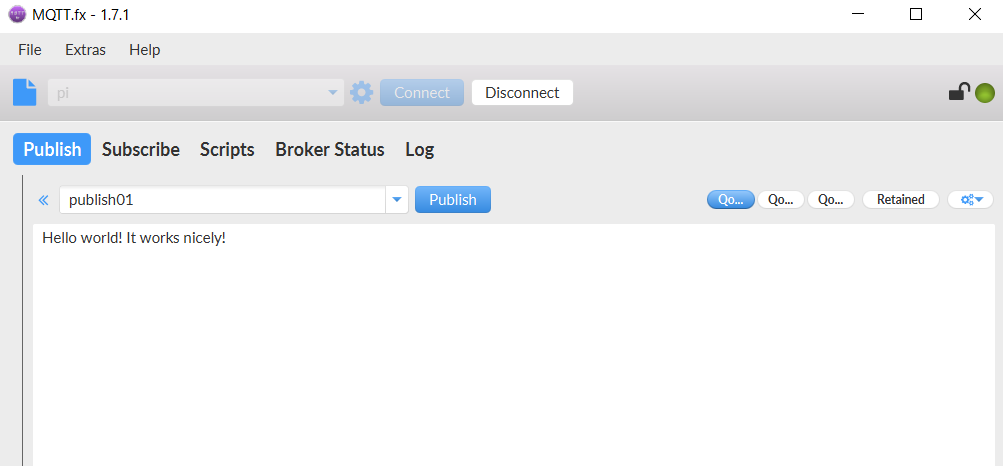 MQTT.fx - 1.7.1
File Extras Help
pi Connect Disconnect
Publish Subscribe Scripts Broker Status Log
publish01 Publish Qo... Qo... Qo... Retained
Hello world! It works nicely!